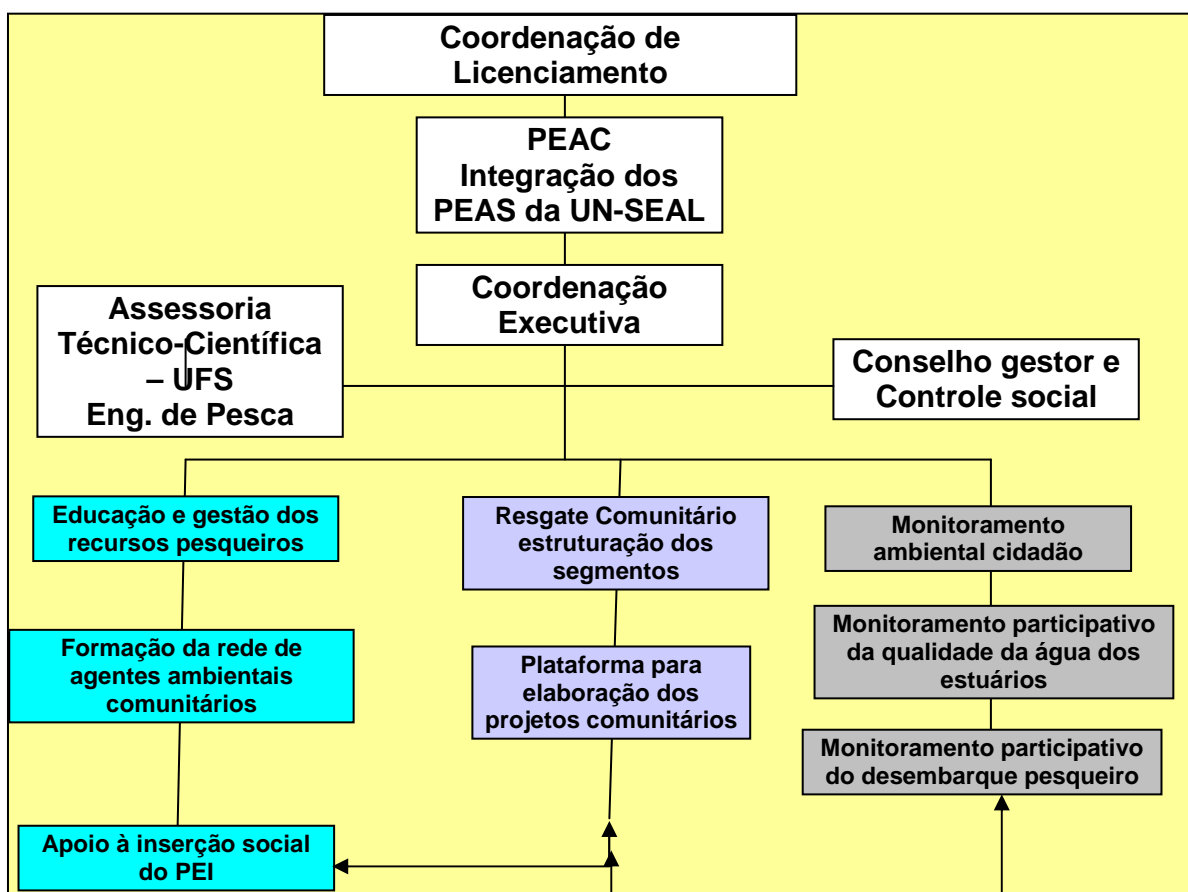 Coordenação de
Licenciamento
PEAC
Integração dos
PEAS da UN-SEAL
Coordenação
Executiva
Assessoria
Técnico-Científica
– UFS
Eng. de Pesca
Conselho gestor e
Controle social
Educação e gestão dos
recursos pesqueiros
Resgate Comunitário
estruturação dos
segmentos
Monitoramento
ambiental cidadão
Formação da rede de
agentes ambientais
comunitários
Plataforma para
elaboração dos
projetos comunitários
Monitoramento participativo
da qualidade da água dos
estuários
Monitoramento participativo
do desembarque pesqueiro
Apoio à inserção social
do PEI